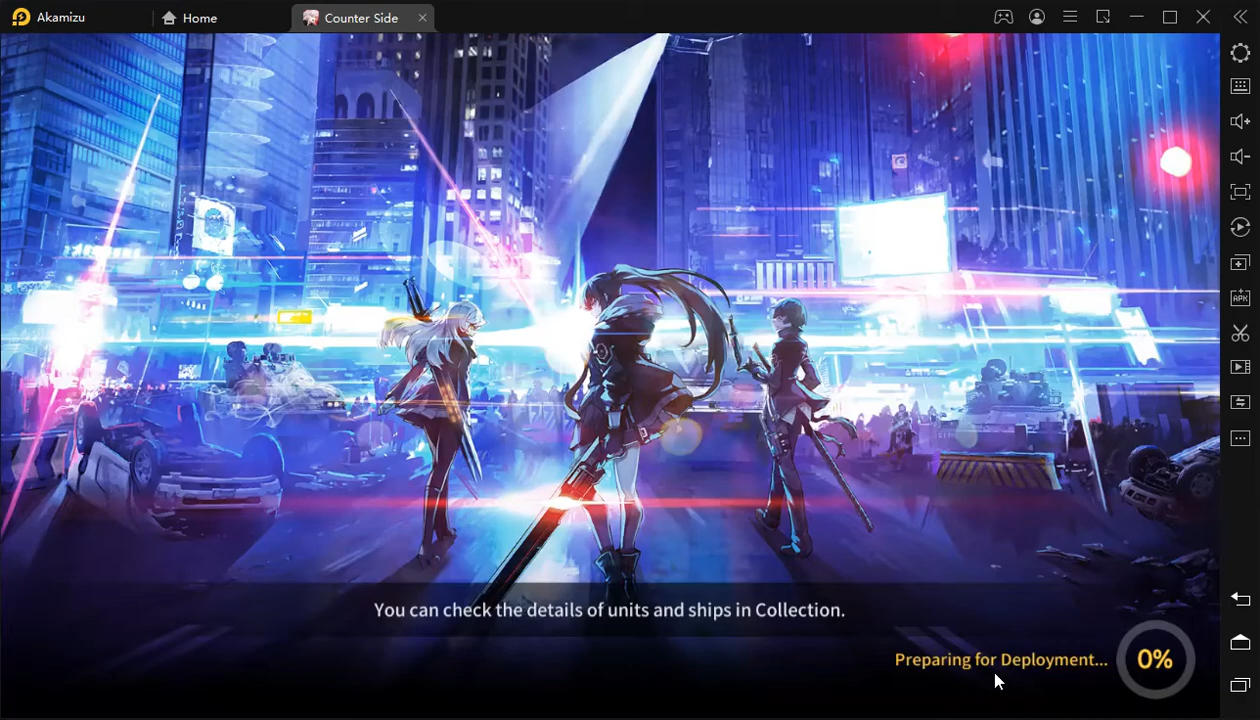 Akamizu
Home
Counter Side
APK
You can check the details of units and ships in Collection.
Preparing for Deployment...
0%